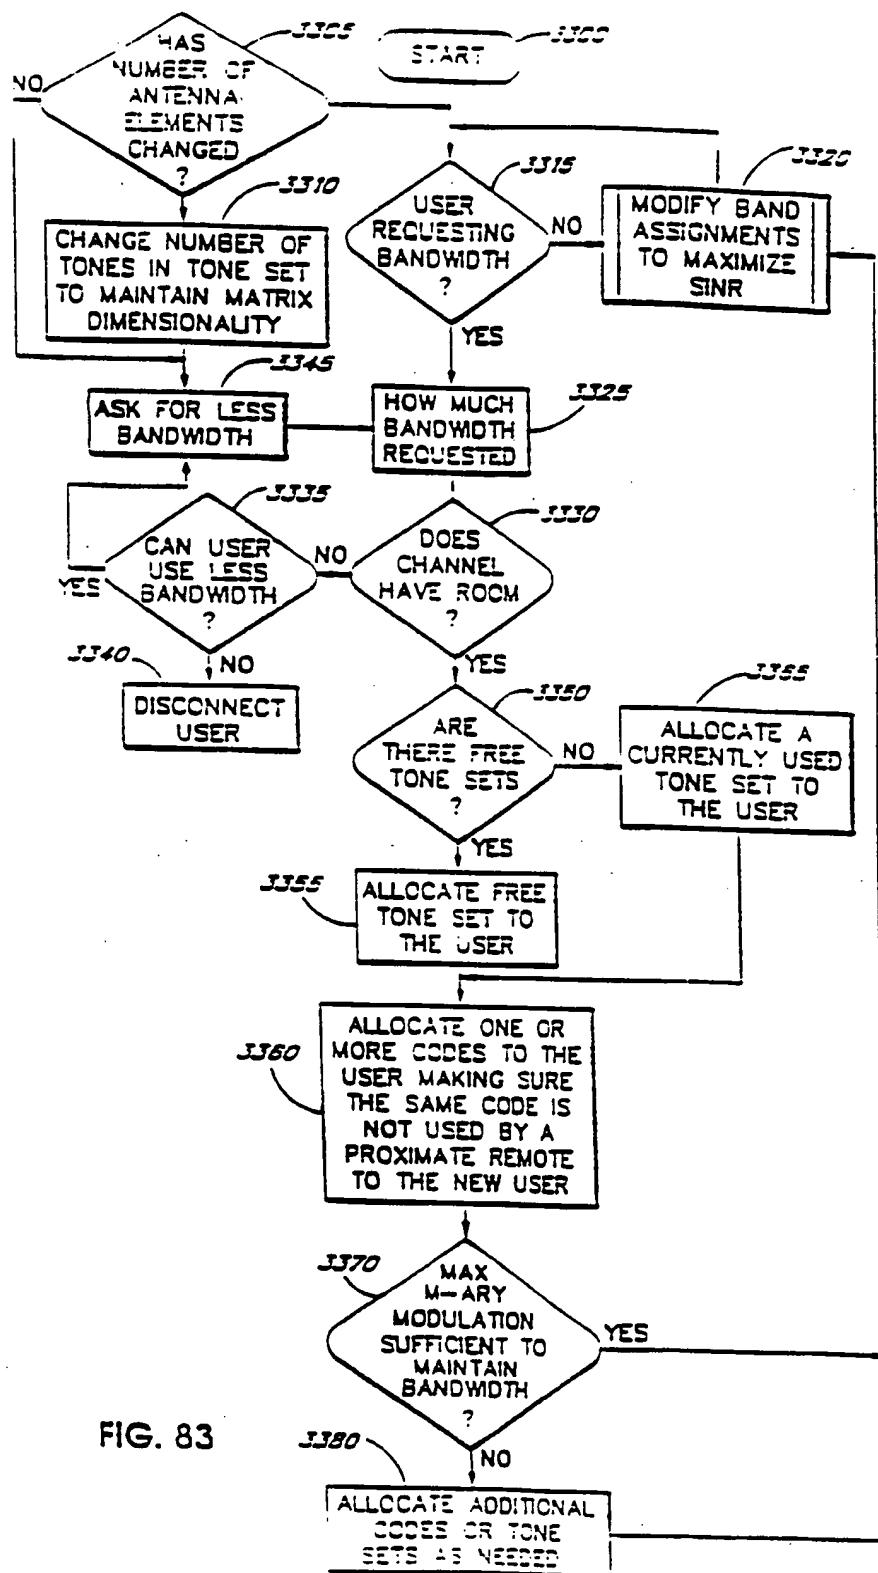 3305
HAS
NUMBER OF
ANTENNA
ELEMENTS
CHANGED
?
NO
3300
START
3310
CHANGE NUMBER OF
TONES IN TONE SET
TO MAINTAIN MATRIX
DIMENSIONALITY
3315
USER
REQUESTING
BANDWIDTH
?
NO
YES
3320
MODIFY BAND
ASSIGNMENTS
TO MAXIMIZE
SINR
3345
ASK FOR LESS
BANDWIDTH
3325
HOW MUCH
BANDWIDTH
REQUESTED
3335
CAN USER
USE LESS
BANDWIDTH
?
YES
NO
NO
3330
DOES
CHANNEL
HAVE ROOM
?
YES
3340
DISCONNECT
USER
3350
ARE
THERE FREE
TONE SETS
?
NO
YES
3365
ALLOCATE A
CURRENTLY USED
TONE SET TO
THE USER
3355
ALLOCATE FREE
TONE SET TO
THE USER
3360
ALLOCATE ONE OR
MORE CODES TO THE
USER MAKING SURE
THE SAME CODE IS
NOT USED BY A
PROXIMATE REMOTE
TO THE NEW USER
3370
MAX
M-ARY
MODULATION
SUFFICIENT TO
MAINTAIN
BANDWIDTH
?
YES
NO
FIG. 83
3380
ALLOCATE ADDITIONAL
CODES OR TONE
SETS AS NEEDED